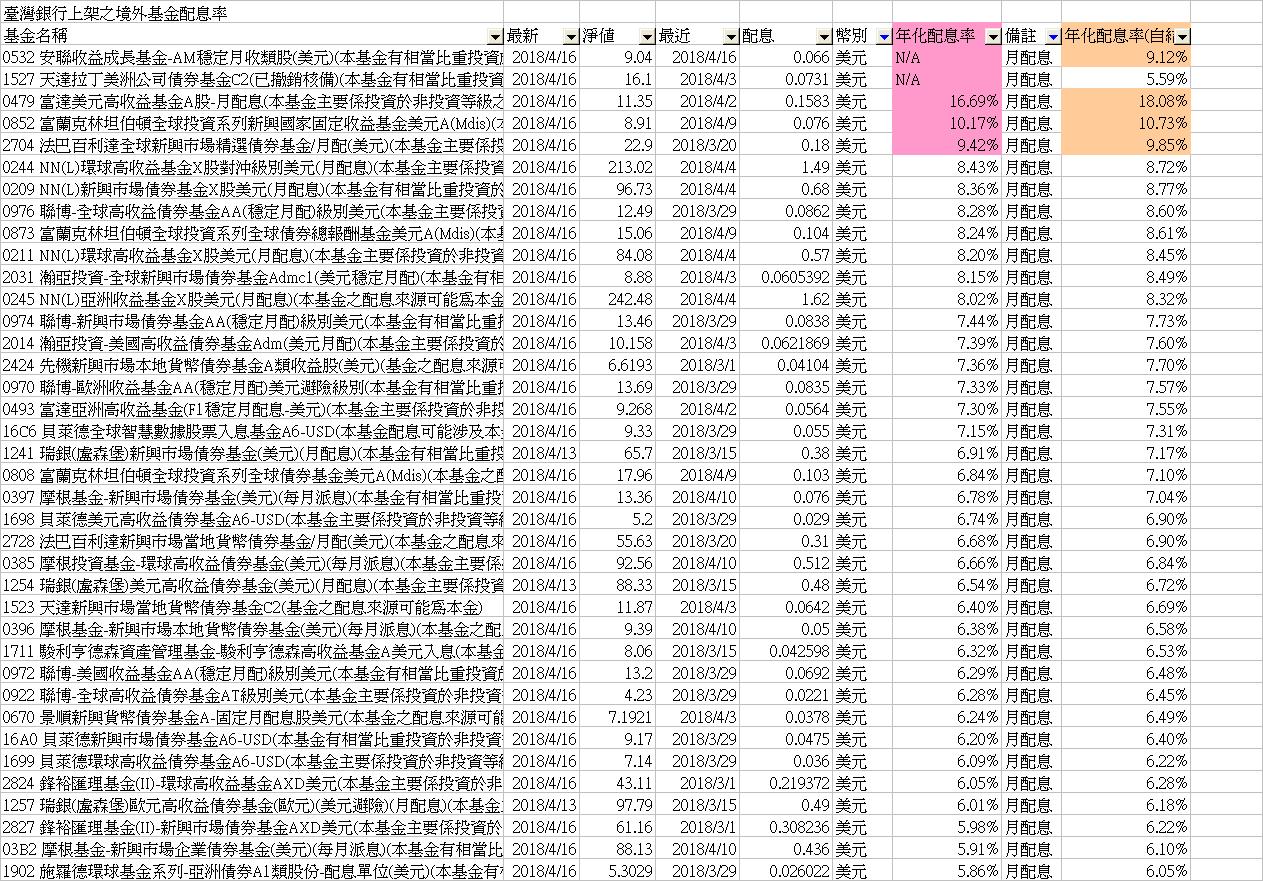 臺灣銀行上架之境外基金配息率
基金名稱 最新 淨值 最近 配息 幣別 年化配息率 備註 年化配息率(自
0532 安聯收益成長基金-AM穩定月收類股(美元)(本基金有相當比重投資 2018/4/16 9.04 2018/4/16 0.066 美元 N/A 月配息 9.12%
1527 天達拉丁美洲公司債券基金C2(已撤銷核備)(本基金有相當比重投資 2018/4/16 16.1 2018/4/3 0.0731 美元 N/A 月配息 5.59%
0479 富達美元高收益基金A股-月配息(本基金主要係投資於非投資等級之 2018/4/16 11.35 2018/4/2 0.1583 美元 16.69% 月配息 18.08%
0852 富蘭克林坦伯頓全球投資系列新興國家固定收益基金美元A(Mdis)(本 2018/4/16 8.91 2018/4/9 0.076 美元 10.17% 月配息 10.73%
2704 法巴百利達全球新興市場精選債券基金/月配(美元)(本基金主要係投 2018/4/16 22.9 2018/3/20 0.18 美元 9.42% 月配息 9.85%
0244 NN(L)環球高收益基金X股對沖級別美元(月配息)(本基金主要係投資 2018/4/16 213.02 2018/4/4 1.49 美元 8.43% 月配息 8.72%
0209 NN(L)新興市場債券基金X股美元(月配息)(本基金有相當比重投資於 2018/4/16 96.73 2018/4/4 0.68 美元 8.36% 月配息 8.77%
0976 聯博-全球高收益債券基金AA(穩定月配)級別美元(本基金主要係投資 2018/4/16 12.49 2018/3/29 0.0862 美元 8.28% 月配息 8.60%
0873 富蘭克林坦伯頓全球投資系列全球債券總報酬基金美元A(Mdis)(本基 2018/4/16 15.06 2018/4/9 0.104 美元 8.24% 月配息 8.61%
0211 NN(L)環球高收益基金X股美元(月配息)(本基金主要係投資於非投資 2018/4/16 84.08 2018/4/4 0.57 美元 8.20% 月配息 8.45%
2031 瀚亞投資-全球新興市場債券基金Admc1(美元穩定月配)(本基金有相 2018/4/16 8.88 2018/4/3 0.0605392 美元 8.15% 月配息 8.49%
0245 NN(L)亞洲收益基金X股美元(月配息)(本基金之配息來源可能為本金 2018/4/16 242.48 2018/4/4 1.62 美元 8.02% 月配息 8.32%
0974 聯博-新興市場債券基金AA(穩定月配)級別美元(本基金有相當比重投 2018/4/16 13.46 2018/3/29 0.0838 美元 7.44% 月配息 7.73%
2014 瀚亞投資-美國高收益債券基金Adm(美元月配)(本基金主要係投資於 2018/4/16 10.158 2018/4/3 0.0621869 美元 7.39% 月配息 7.60%
2424 先機新興市場本地貨幣債券基金A類收益股(美元)(基金之配息來源可 2018/4/16 6.6193 2018/3/1 0.04104 美元 7.36% 月配息 7.70%
0970 聯博-歐洲收益基金AA(穩定月配)美元避險級別(本基金有相當比重投 2018/4/16 13.69 2018/3/29 0.0835 美元 7.33% 月配息 7.57%
0493 富達亞洲高收益基金(F1穩定月配息-美元)(本基金主要係投資於非投 2018/4/16 9.268 2018/4/2 0.0564 美元 7.30% 月配息 7.55%
16C6 貝萊德全球智慧數據股票入息基金A6-USD(本基金配息可能涉及本 2018/4/16 9.33 2018/3/29 0.055 美元 7.15% 月配息 7.31%
1241 瑞銀(盧森堡)新興市場債券基金(美元)(月配息)(本基金有相當比重投 2018/4/13 65.7 2018/3/15 0.38 美元 6.91% 月配息 7.17%
0808 富蘭克林坦伯頓全球投資系列全球債券基金美元A(Mdis)(本基金之配 2018/4/16 17.96 2018/4/9 0.103 美元 6.84% 月配息 7.10%
0397 摩根基金-新興市場債券基金(美元)(每月派息)(本基金有相當比重投 2018/4/16 13.36 2018/4/10 0.076 美元 6.78% 月配息 7.04%
1698 貝萊德美元高收益債券基金A6-USD(本基金主要係投資於非投資等級 2018/4/16 5.2 2018/3/29 0.029 美元 6.74% 月配息 6.90%
2728 法巴百利達新興市場當地貨幣債券基金/月配(美元)(本基金之配息來 2018/4/16 55.63 2018/3/20 0.31 美元 6.68% 月配息 6.90%
0385 摩根投資基金-環球高收益債券基金(美元)(每月派息)(本基金主要係 2018/4/16 92.56 2018/4/10 0.512 美元 6.66% 月配息 6.84%
1254 瑞銀(盧森堡)美元高收益債券基金(美元)(月配息)(本基金主要係投資 2018/4/13 88.33 2018/3/15 0.48 美元 6.54% 月配息 6.72%
1523 天達新興市場當地貨幣債券基金C2(基金之配息來源可能為本金) 2018/4/16 11.87 2018/4/3 0.0642 美元 6.40% 月配息 6.69%
0396 摩根基金-新興市場本地貨幣債券基金(美元)(每月派息)(本基金之配 2018/4/16 9.39 2018/4/10 0.05 美元 6.38% 月配息 6.58%
1711 駿利亨德森資產管理基金-駿利亨德森高收益基金A美元入息(本基金 2018/4/16 8.06 2018/3/15 0.042598 美元 6.32% 月配息 6.53%
0972 聯博-美國收益基金AA(穩定月配)級別美元(本基金有相當比重投資於 2018/4/16 13.2 2018/3/29 0.0692 美元 6.29% 月配息 6.48%
0922 聯博-全球高收益債券基金AT級別美元(本基金主要係投資於非投資等 2018/4/16 4.23 2018/3/29 0.0221 美元 6.28% 月配息 6.45%
0670 景順新興貨幣債券基金A-固定月配息股美元(本基金之配息來源可能 2018/4/16 7.1921 2018/4/3 0.0378 美元 6.24% 月配息 6.49%
16A0 貝萊德新興市場債券基金A6-USD(本基金有相當比重投資於非投資 2018/4/16 9.17 2018/3/29 0.0475 美元 6.20% 月配息 6.40%
1699 貝萊德環球高收益債券基金A6-USD(本基金主要係投資於非投資等級 2018/4/16 7.14 2018/3/29 0.036 美元 6.09% 月配息 6.22%
2824 鋒裕匯理基金(II)-環球高收益基金AXD美元(本基金主要係投資於非 2018/4/16 43.11 2018/3/1 0.219372 美元 6.05% 月配息 6.28%
1257 瑞銀(盧森堡)歐元高收益債券基金(歐元)(美元避險)(月配息)(本基金 2018/4/13 97.79 2018/3/15 0.49 美元 6.01% 月配息 6.18%
2827 鋒裕匯理基金(II)-新興市場債券基金AXD美元(本基金主要係投資於 2018/4/16 61.16 2018/3/1 0.308236 美元 5.98% 月配息 6.22%
03B2 摩根基金-新興市場企業債券基金(美元)(每月派息)(本基金有相當比 2018/4/16 88.13 2018/4/10 0.436 美元 5.91% 月配息 6.10%
1902 施羅德環球基金系列-亞洲債券A1類股份-配息單位(美元)(本基金有 2018/4/16 5.3029 2018/3/29 0.026022 美元 5.86% 月配息 6.05%